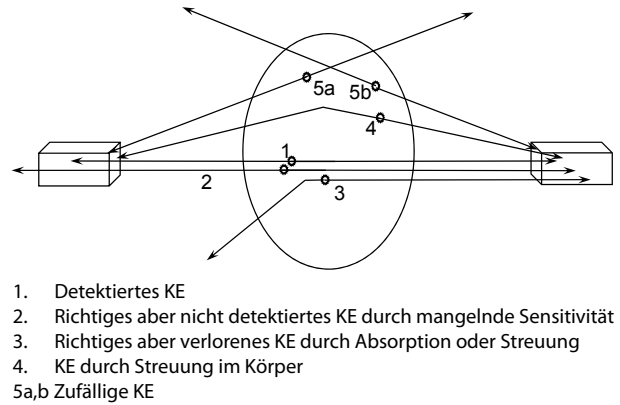 5a
5b
4
1
2
3
1. Detektiertes KE
2. Richtiges aber nicht detektiertes KE durch mangelnde Sensitivität
3. Richtiges aber verlorenes KE durch Absorption oder Streuung
4. KE durch Streuung im Körper
5a,b Zufällige KE